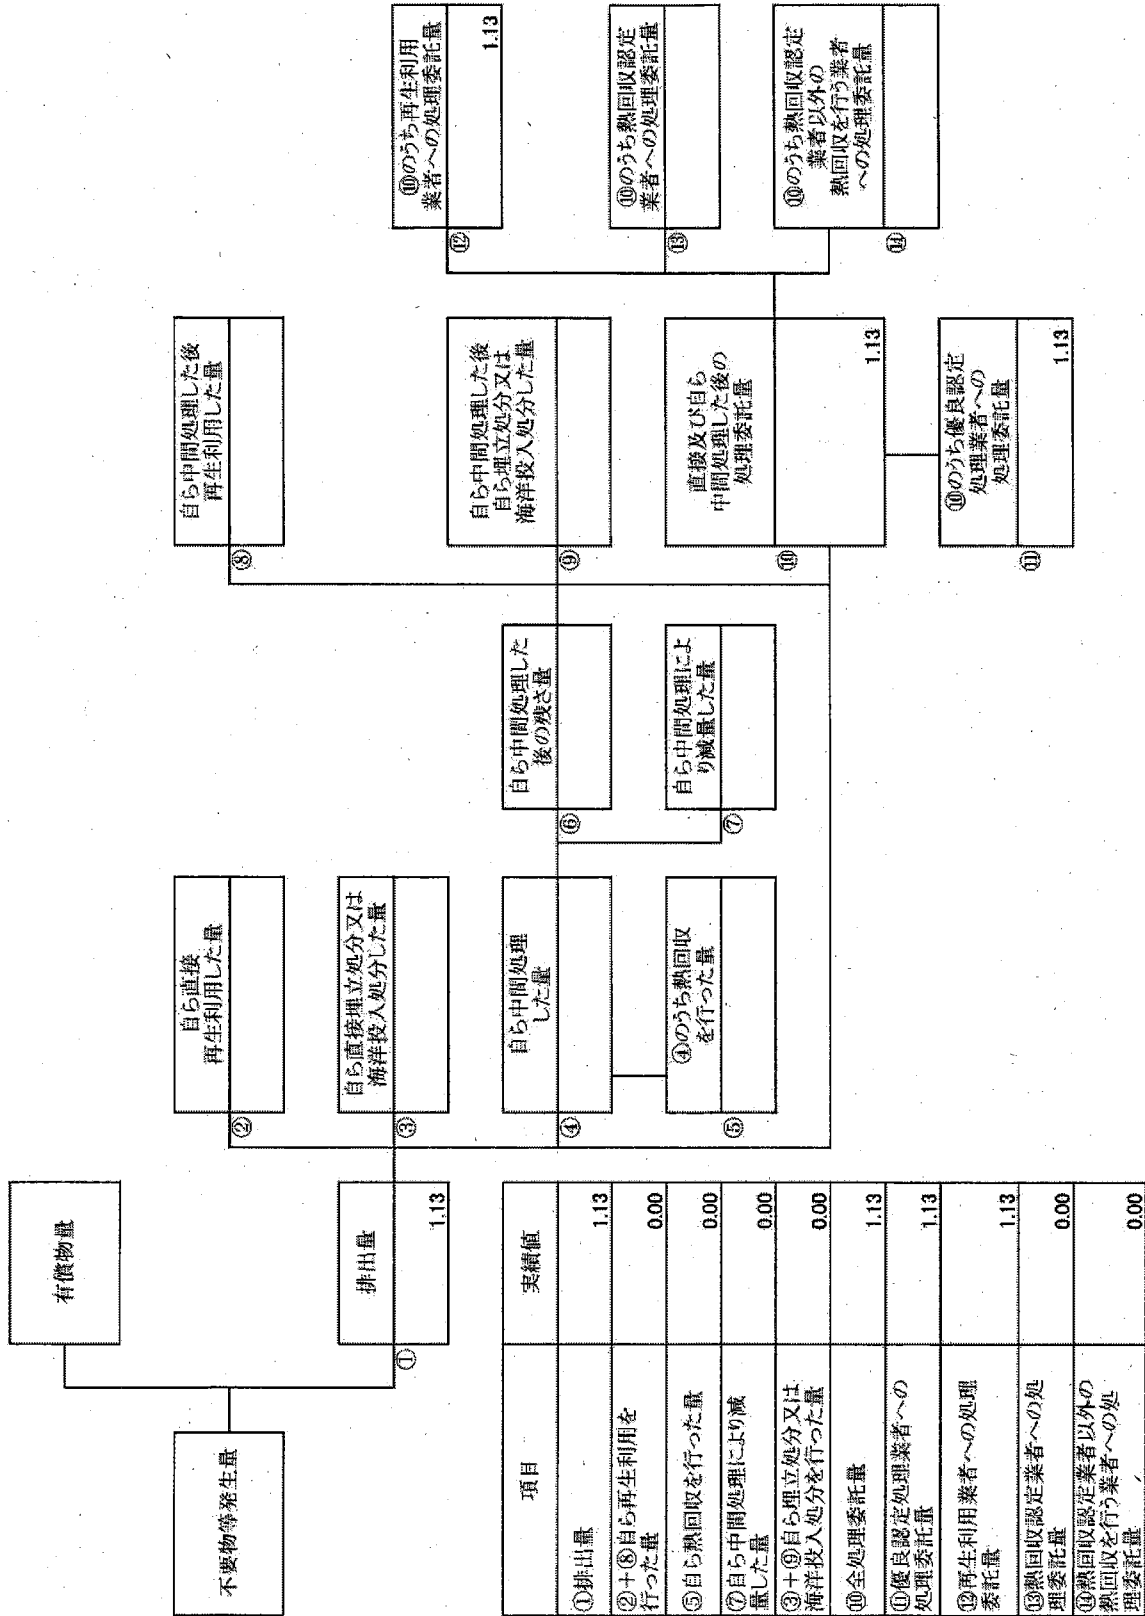 不要物等発生量
有償物量
排出量
①
1.13
自ら直接
再生利用した量
②
自ら直接埋立処分又は
海洋投入処分した量
③
自ら中間処理
した量
④
④のうち熱回収
を行った量
⑤
自ら中間処理した
後の残さ量
⑥
自ら中間処理によ
り減量した量
⑦
自ら中間処理した後
再生利用した量
⑧
自ら中間処理した後
自ら埋立処分又は
海洋投入処分した量
⑨
直接及び自ら
中間処理した後の
処理委託量
⑩
1.13
⑩のうち優良認定
処理業者への
処理委託量
⑪
1.13
⑩のうち再生利用
業者への処理委託量
⑫
1.13
⑩のうち熱回収認定
業者への処理委託量
⑬
⑩のうち熱回収認定
業者以外の
熱回収を行う業者
への処理委託量
⑭
項目 実績値
①排出量 1.13
②+⑧自ら再生利用を
行った量 0.00
⑤自ら熱回収を行った量 0.00
⑦自ら中間処理により減
量した量 0.00
③+⑨自ら埋立処分又は
海洋投入処分を行った量 0.00
⑩全処理委託量 1.13
⑪優良認定処理業者への
処理委託量 1.13
⑫再生利用業者への処理
委託量 1.13
⑬熱回収認定業者への処
理委託量 0.00
⑭熱回収認定業者以外の
熱回収を行う業者への処
理委託量 0.00